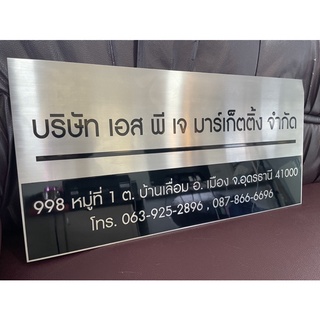 บริษัท เอส พี เจ มาร์เก็ตติ้ง จำกัด
998 หมู่ที่ 1 ต. บ้านเลื่อม อ. เมือง จ.อุดรธานี 41000
โทร. 063-925-2896 , 087-866-6696